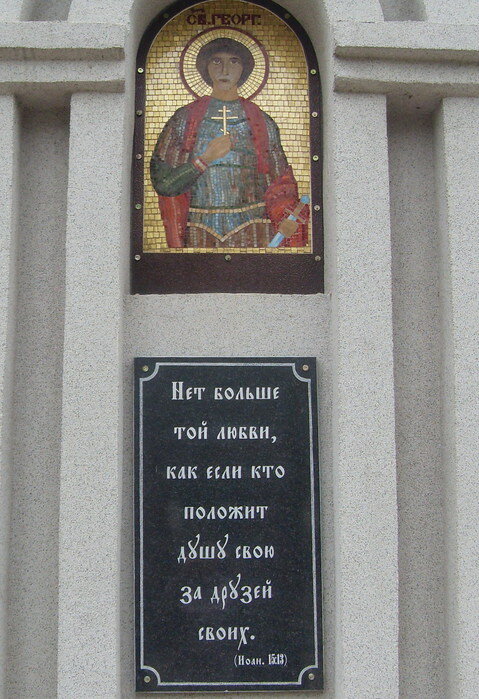 СВ. ГЕОРГ.
Нет больше
той любви,
как если кто
положит
душу свою
за друзей
своих.
(Иоан. 15:13)